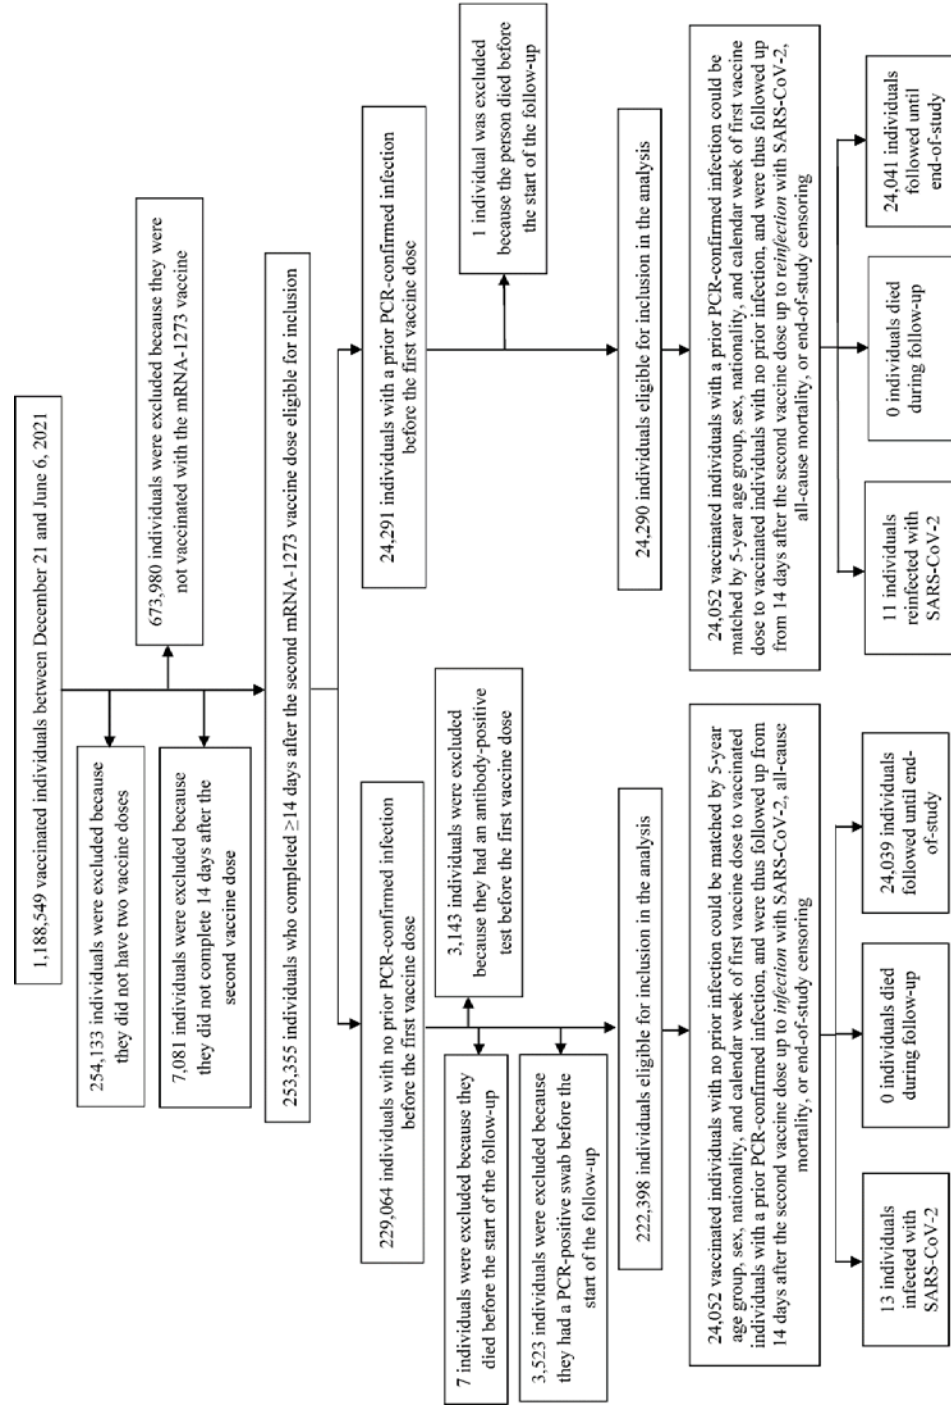 1,188,549 vaccinated individuals between December 21 and June 6, 2021
254,133 individuals were excluded because
they did not have two vaccine doses
673,980 individuals were excluded because they were
not vaccinated with the mRNA-1273 vaccine
7,081 individuals were excluded because
they did not complete 14 days after the
second vaccine dose
253,355 individuals who completed ≥14 days after the second mRNA-1273 vaccine dose eligible for inclusion
229,064 individuals with no prior PCR-confirmed infection
before the first vaccine dose
3,143 individuals were excluded
because they had an antibody-positive
test before the first vaccine dose
7 individuals were excluded because they
died before the start of the follow-up
3,523 individuals were excluded because
they had a PCR-positive swab before the
start of the follow-up
222,398 individuals eligible for inclusion in the analysis
24,052 vaccinated individuals with no prior infection could be matched by 5-year
age group, sex, nationality, and calendar week of first vaccine dose to vaccinated
individuals with a prior PCR-confirmed infection, and were thus followed up from
14 days after the second vaccine dose up to infection with SARS-CoV-2, all-cause
mortality, or end-of-study censoring
13 individuals
infected with
SARS-CoV-2
0 individuals died
during follow-up
24,039 individuals
followed until end-
of-study
24,291 individuals with a prior PCR-confirmed infection
before the first vaccine dose
1 individual was excluded
because the person died before
the start of the follow-up
24,290 individuals eligible for inclusion in the analysis
24,052 vaccinated individuals with a prior PCR-confirmed infection could be
matched by 5-year age group, sex, nationality, and calendar week of first vaccine
dose to vaccinated individuals with no prior infection, and were thus followed up
from 14 days after the second vaccine dose up to reinfection with SARS-CoV-2,
all-cause mortality, or end-of-study censoring
11 individuals
reinfected with
SARS-CoV-2
0 individuals died
during follow-up
24,041 individuals
followed until
end-of-study